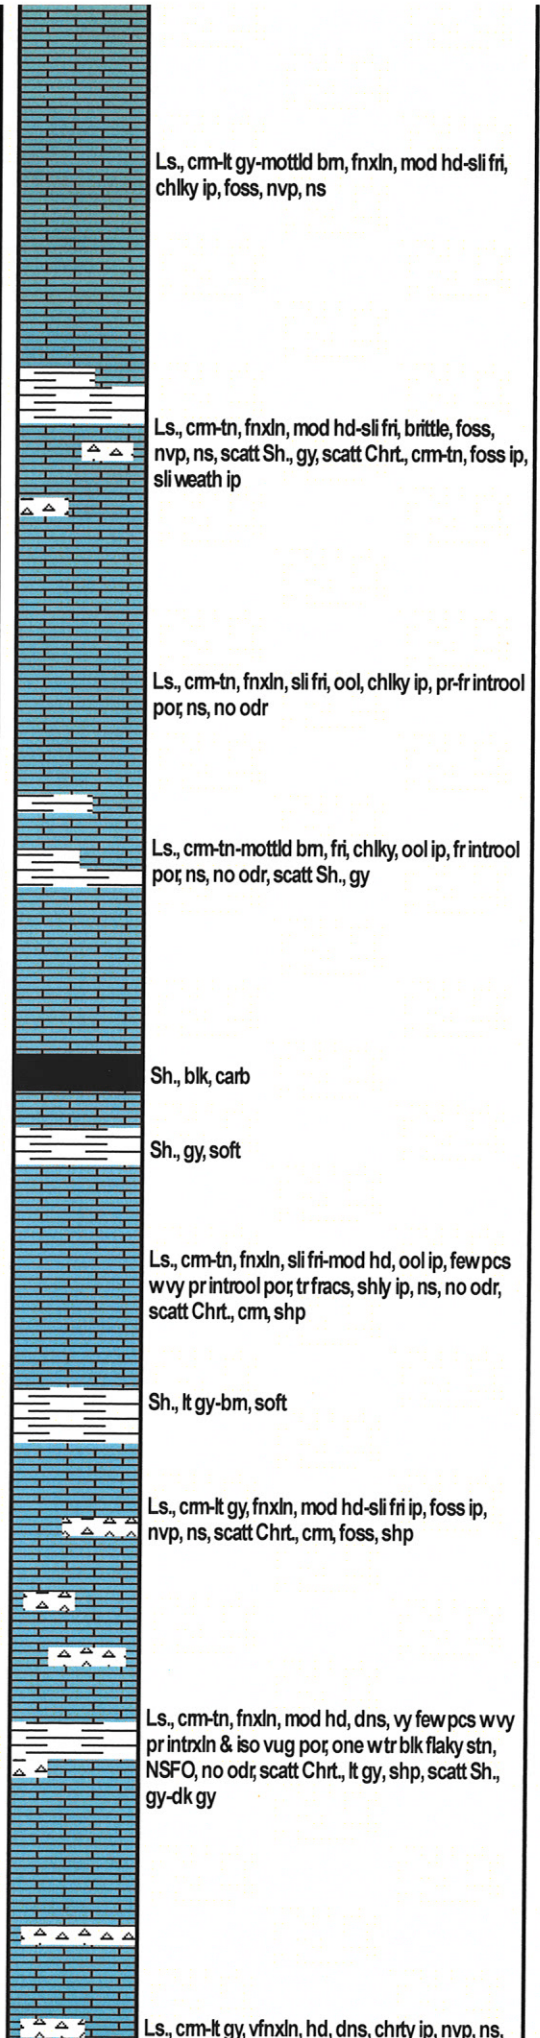 Ls., crm-lt gy-mottld brn, fnxln, mod hd-sli fri,
chlky ip, foss, nvp, ns
Ls., crm-tn, fnxln, mod hd-sli fri, brittle, foss,
nvp, ns, scatt Sh., gy, scatt Chrt., crm-tn, foss ip,
sli weath ip
Ls., crm-tn, fnxln, sli fri, ool, chlky ip, pr-fr introol
por, ns, no odr
Ls., crm-tn-mottld brn, fri, chlky, ool ip, fr introol
por, ns, no odr, scatt Sh., gy
Sh., blk, carb
Sh., gy, soft
Ls., crm-tn, fnxln, sli fri-mod hd, ool ip, few pcs
w vy pr introol por, tr fracs, shly ip, ns, no odr,
scatt Chrt., crm, shp
Sh., lt gy-brn, soft
Ls., crm-lt gy, fnxln, mod hd-sli fri ip, foss ip,
nvp, ns, scatt Chrt., crm, foss, shp
Ls., crm-tn, fnxln, mod hd, dns, vy few pcs w vy
pr intrxln & iso vug por, one w tr blk flaky stn,
NSFO, no odr, scatt Chrt., lt gy, shp, scatt Sh.,
gy-dk gy
Ls., crm-lt gy, vfnxln, hd, dns, chrty ip, nvp, ns,